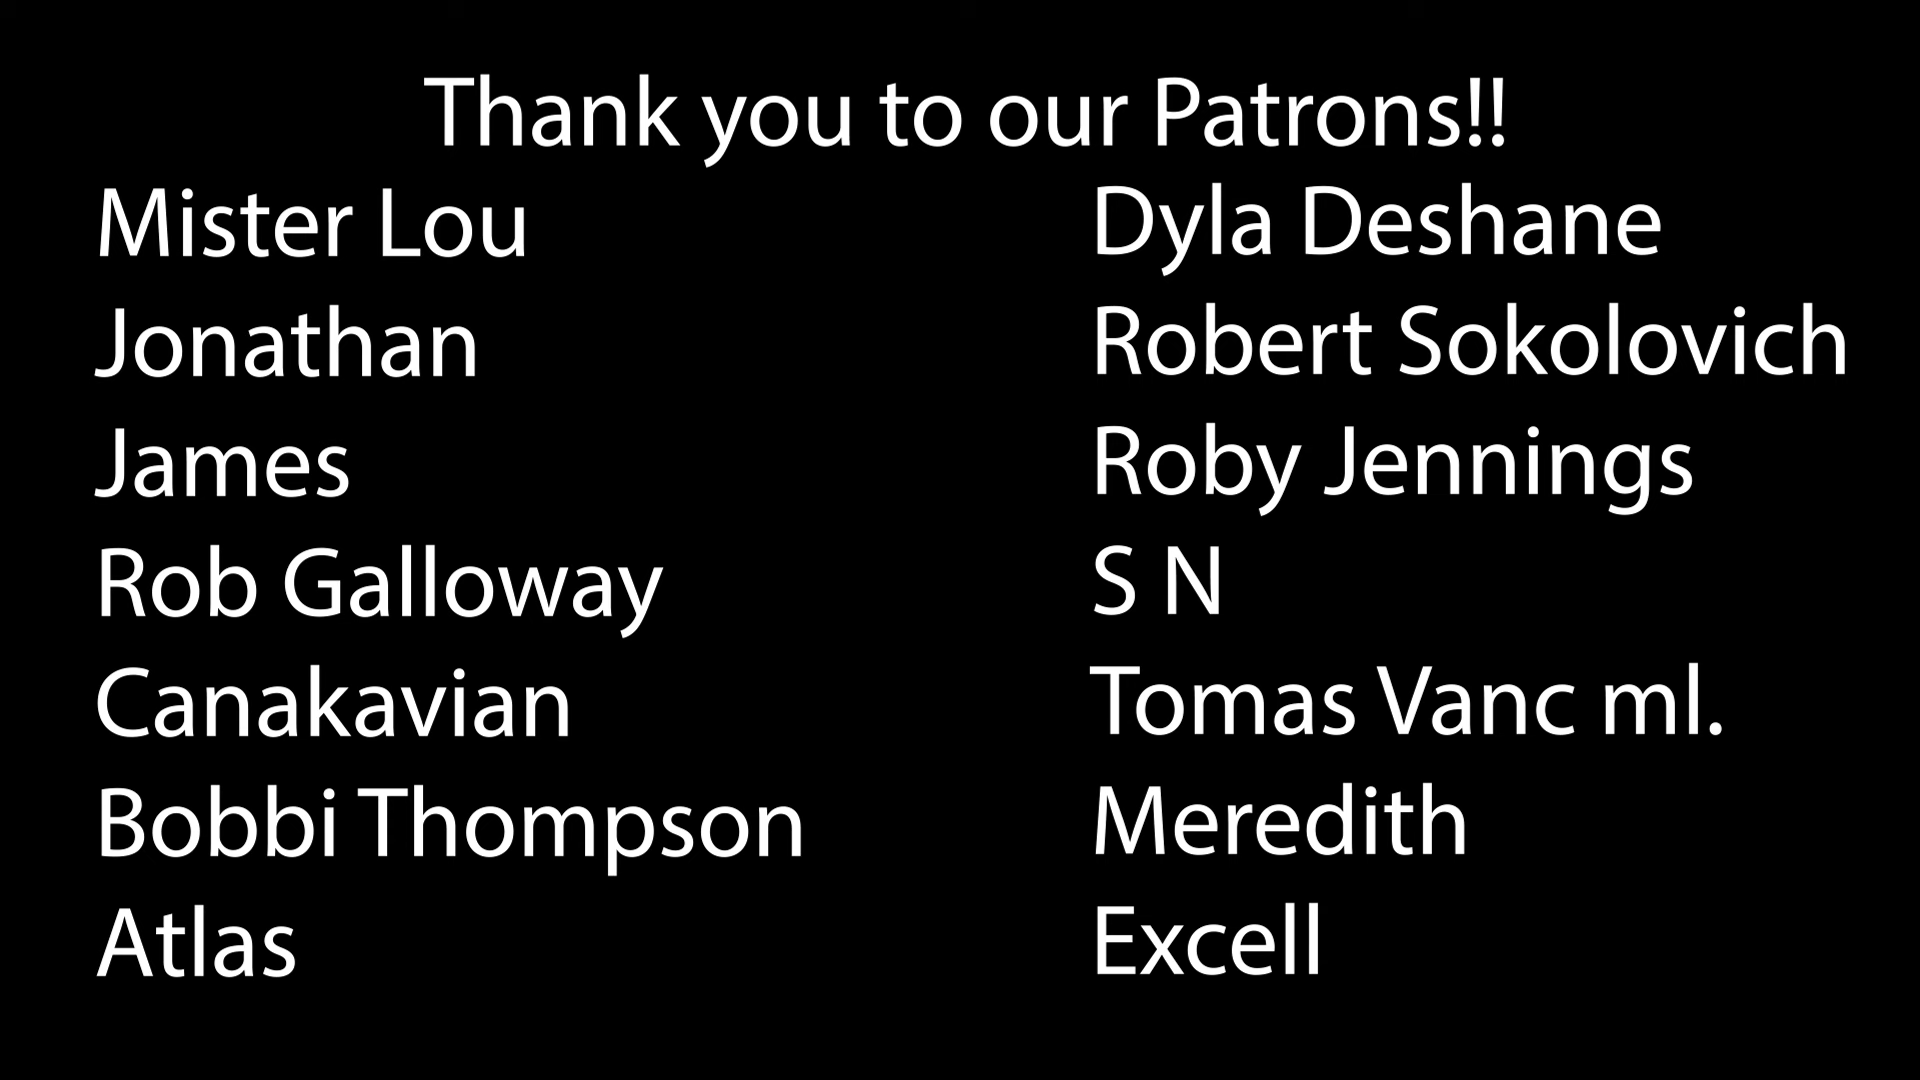 Thank you to our Patrons!!
Mister Lou
Jonathan
James
Rob Galloway
Canakavian
Bobbi Thompson
Atlas
Dyla Deshane
Robert Sokolovich
Roby Jennings
S N
Tomas Vanc ml.
Meredith
Excell